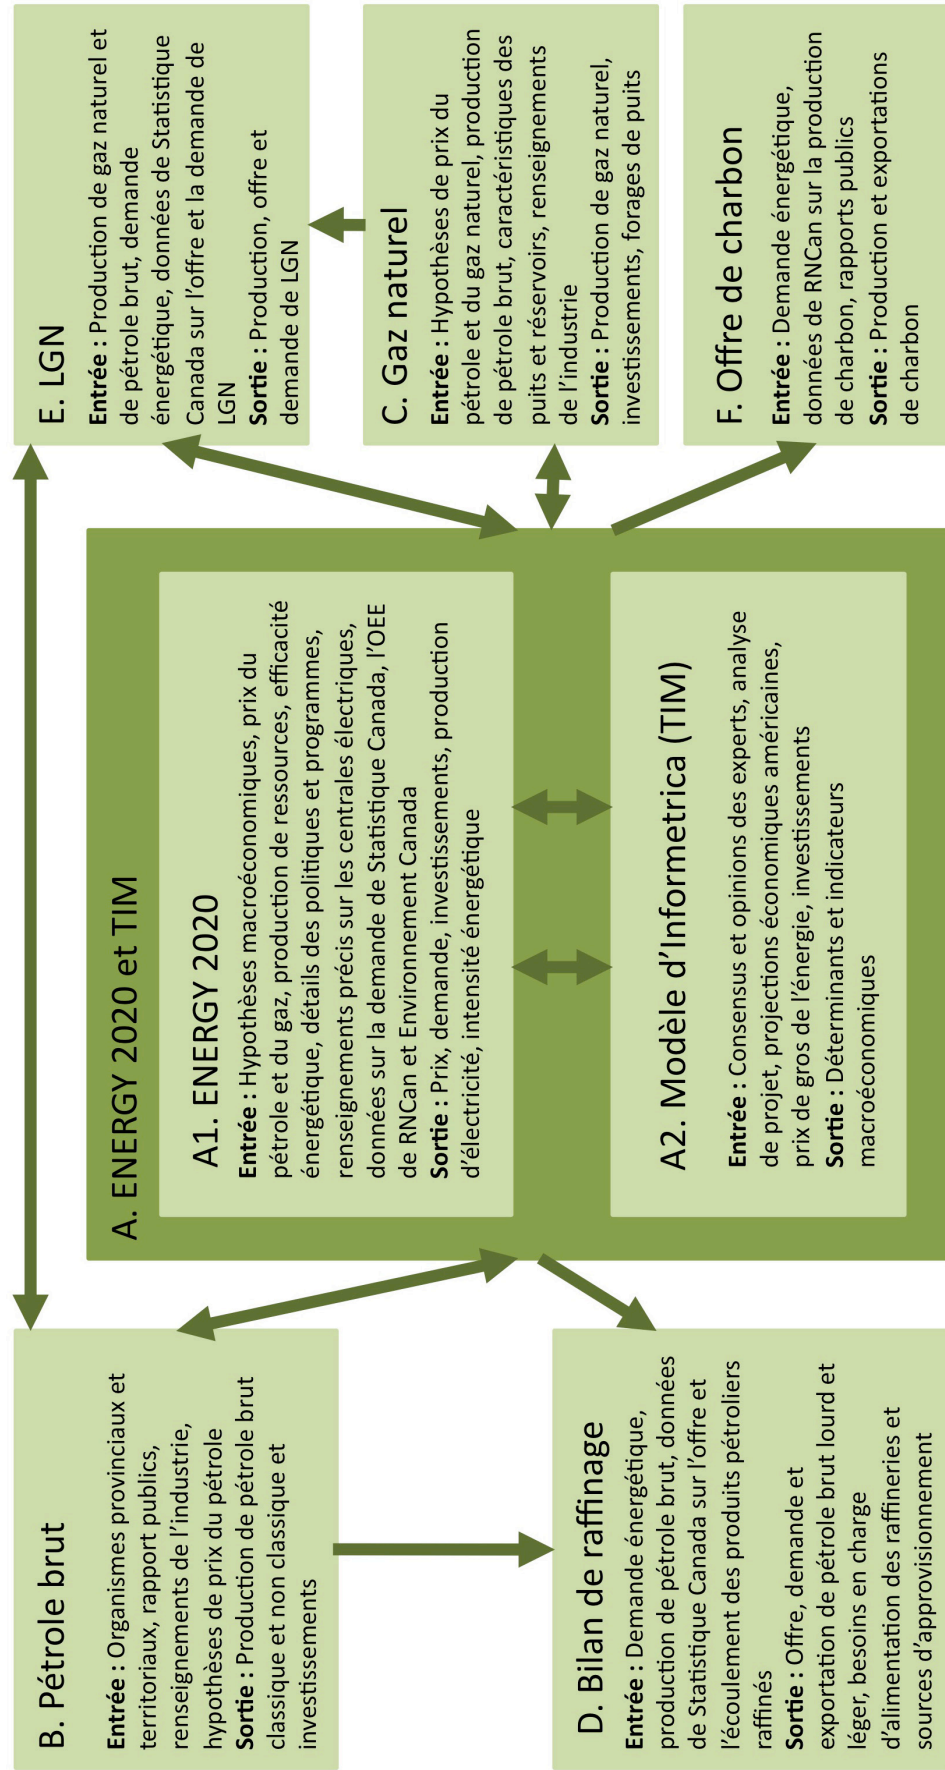 B. Pétrole brut
Entrée : Organismes provinciaux et
territoriaux, rapport publics,
renseignements de l'industrie,
hypothèses de prix du pétrole
Sortie : Production de pétrole brut
classique et non classique et
investissements
D. Bilan de raffinage
Entrée : Demande énergétique,
production de pétrole brut, données
de Statistique Canada sur l'offre et
l'écoulement des produits pétroliers
raffinés
Sortie : Offre, demande et
exportation de pétrole brut lourd et
léger, besoins en charge
d'alimentation des raffineries et
sources d'approvisionnement
A. ENERGY 2020 et TIM
A1. ENERGY 2020
Entrée : Hypothèses macroéconomiques, prix du
pétrole et du gaz, production de ressources, efficacité
énergétique, détails des politiques et programmes,
renseignements précis sur les centrales électriques,
données sur la demande de Statistique Canada, l'OEE
de RNCan et Environnement Canada
Sortie : Prix, demande, investissements, production
d'électricité, intensité énergétique
A2. Modèle d'Informetrica (TIM)
Entrée : Consensus et opinions des experts, analyse
de projet, projections économiques américaines,
prix de gros de l'énergie, investissements
Sortie : Déterminants et indicateurs
macroéconomiques
E. LGN
Entrée : Production de gaz naturel et
de pétrole brut, demande
énergétique, données de Statistique
Canada sur l'offre et la demande de
LGN
Sortie : Production, offre et
demande de LGN
C. Gaz naturel
Entrée : Hypothèses de prix du
pétrole et du gaz naturel, production
de pétrole brut, caractéristiques des
puits et réservoirs, renseignements
de l'industrie
Sortie : Production de gaz naturel,
investissements, forages de puits
F. Offre de charbon
Entrée : Demande énergétique,
données de RNCan sur la production
de charbon, rapports publics
Sortie : Production et exportations
de charbon